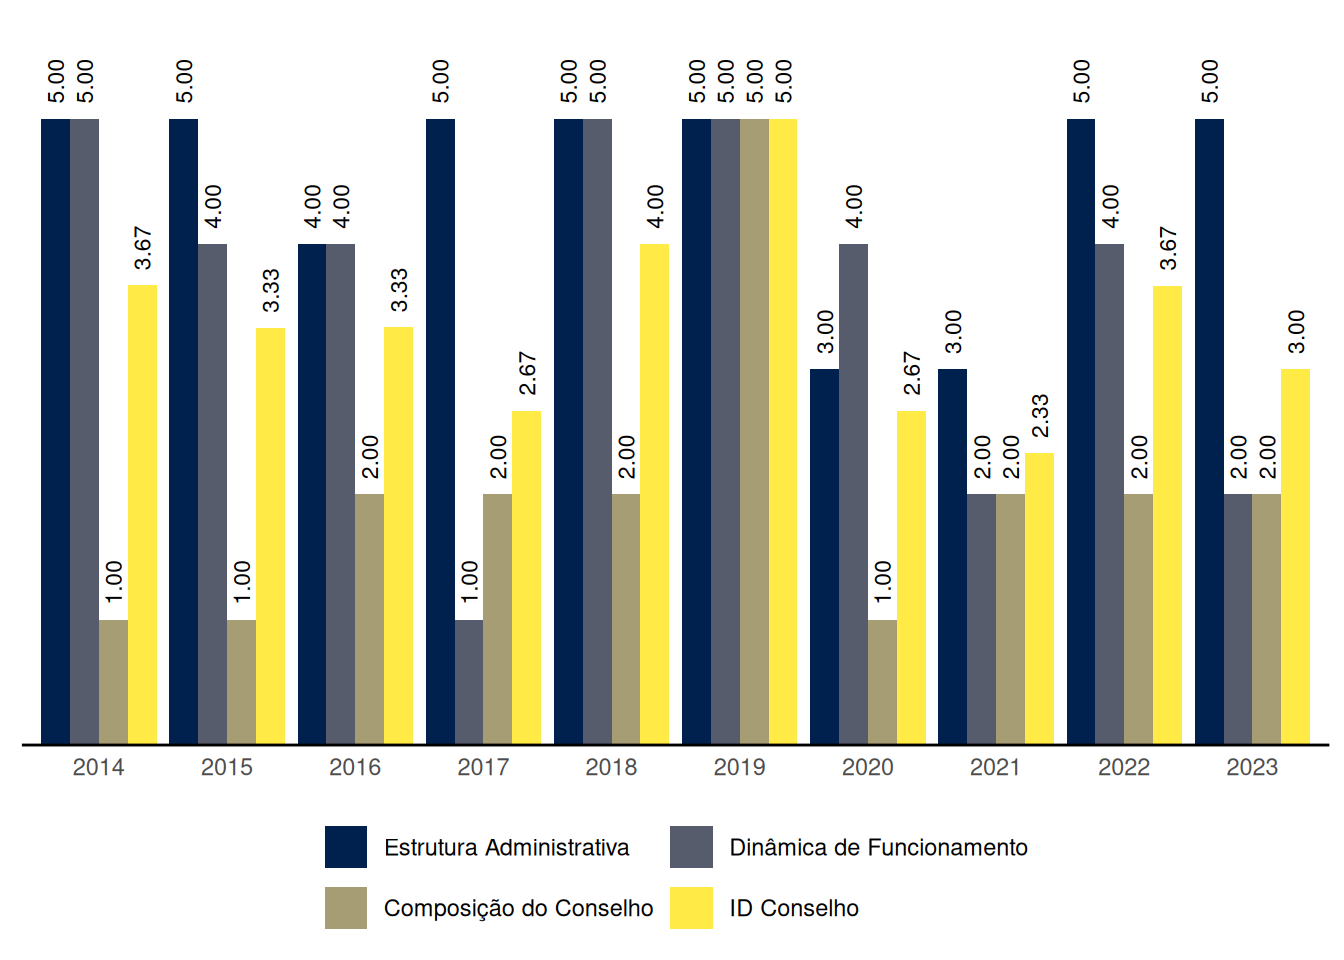 5.00 5.00 1.00 3.67
5.00 4.00 1.00 3.33
4.00 4.00 2.00 3.33
5.00 1.00 2.00 2.67
5.00 5.00 2.00 4.00
5.00 5.00 5.00 5.00
3.00 4.00 1.00 2.67
3.00 2.00 2.00 2.33
5.00 4.00 2.00 3.67
5.00 2.00 2.00 3.00
2014 2015 2016 2017 2018 2019 2020 2021 2022 2023
Estrutura Administrativa Dinâmica de Funcionamento
Composição do Conselho ID Conselho